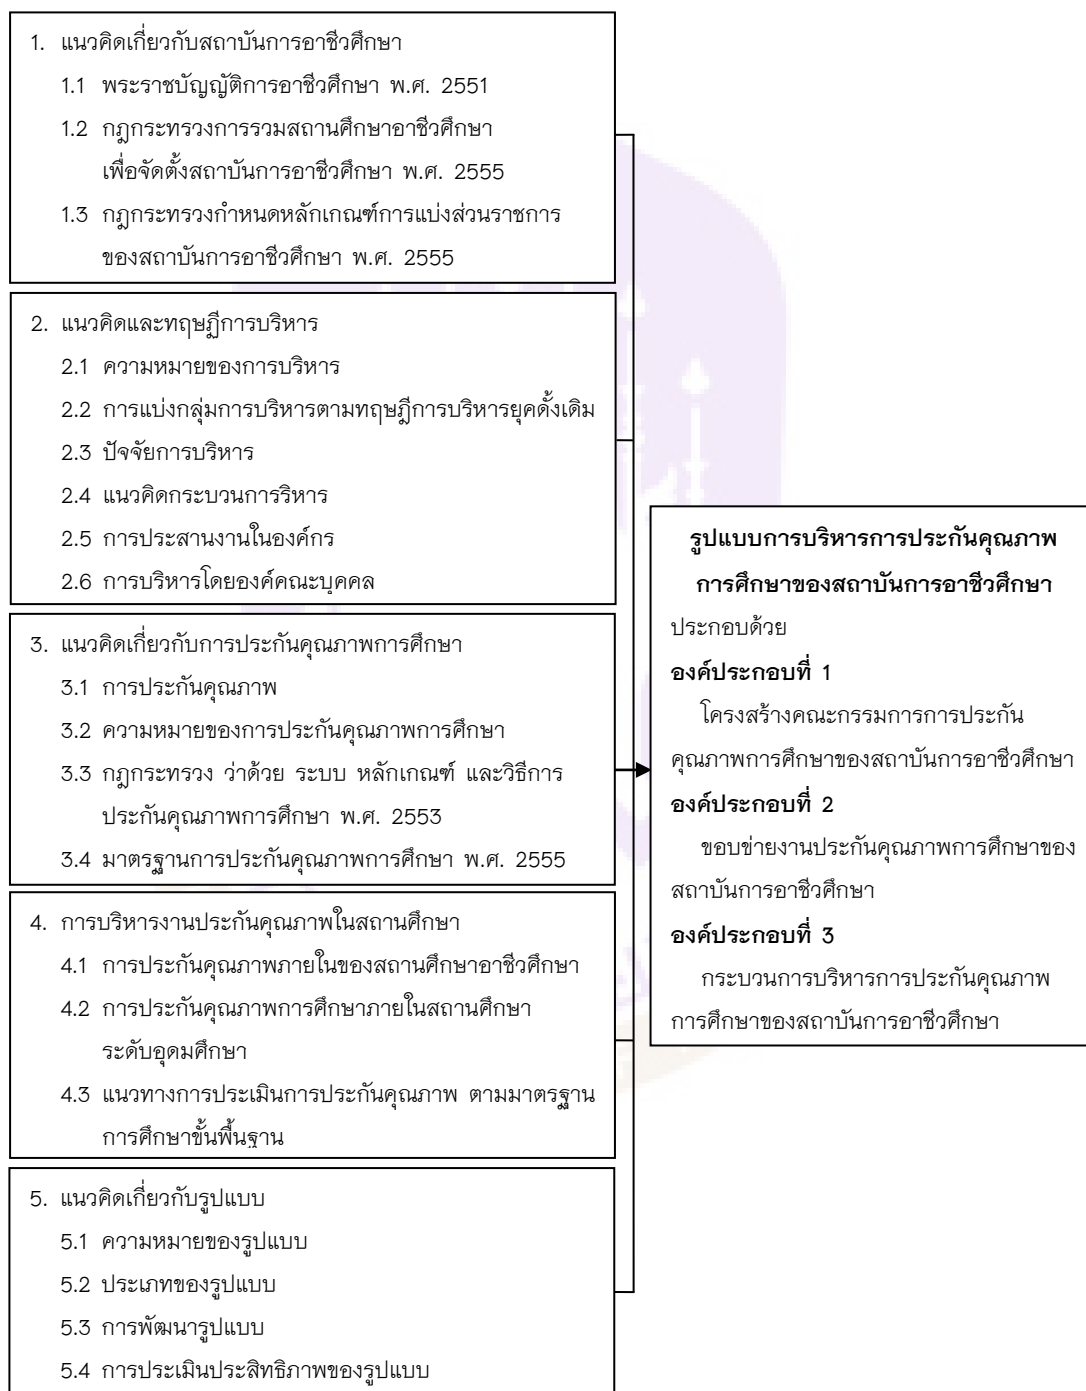 1. แนวคิดเกี่ยวกับสถาบันการอาชีวศึกษา
1.1 พระราชบัญญัติการอาชีวศึกษา พ.ศ. 2551
1.2 กฎกระทรวงการรวมสถานศึกษาอาชีวศึกษา
เพื่อจัดตั้งสถาบันการอาชีวศึกษา พ.ศ. 2555
1.3 กฎกระทรวงกำหนดหลักเกณฑ์การแบ่งส่วนราชการ
ของสถาบันการอาชีวศึกษา พ.ศ. 2555
2. แนวคิดและทฤษฎีการบริหาร
2.1 ความหมายของการบริหาร
2.2 การแบ่งกลุ่มการบริหารตามทฤษฎีการบริหารยุคดั้งเดิม
2.3 ปัจจัยการบริหาร
2.4 แนวคิดกระบวนการริหาร
2.5 การประสานงานในองค์กร
2.6 การบริหารโดยองค์คณะบุคคล
3. แนวคิดเกี่ยวกับการประกันคุณภาพการศึกษา
3.1 การประกันคุณภาพ
3.2 ความหมายของการประกันคุณภาพการศึกษา
3.3 กฎกระทรวง ว่าด้วย ระบบ หลักเกณฑ์ และวิธีการ
ประกันคุณภาพการศึกษา พ.ศ. 2553
3.4 มาตรฐานการประกันคุณภาพการศึกษา พ.ศ. 2555
4. การบริหารงานประกันคุณภาพในสถานศึกษา
4.1 การประกันคุณภาพภายในของสถานศึกษาอาชีวศึกษา
4.2 การประกันคุณภาพการศึกษาภายในสถานศึกษา
ระดับอุดมศึกษา
4.3 แนวทางการประเมินการประกันคุณภาพ ตามมาตรฐาน
การศึกษาขั้นพื้นฐาน
5. แนวคิดเกี่ยวกับรูปแบบ
5.1 ความหมายของรูปแบบ
5.2 ประเภทของรูปแบบ
5.3 การพัฒนารูปแบบ
5.4 การประเมินประสิทธิภาพของรูปแบบ
รูปแบบการบริหารการประกันคุณภาพ
การศึกษาของสถาบันการอาชีวศึกษา
ประกอบด้วย
องค์ประกอบที่ 1
โครงสร้างคณะกรรมการการประกัน
คุณภาพการศึกษาของสถาบันการอาชีวศึกษา
องค์ประกอบที่ 2
ขอบข่ายงานประกันคุณภาพการศึกษาของ
สถาบันการอาชีวศึกษา
องค์ประกอบที่ 3
กระบวนการบริหารการประกันคุณภาพ
การศึกษาของสถาบันการอาชีวศึกษา